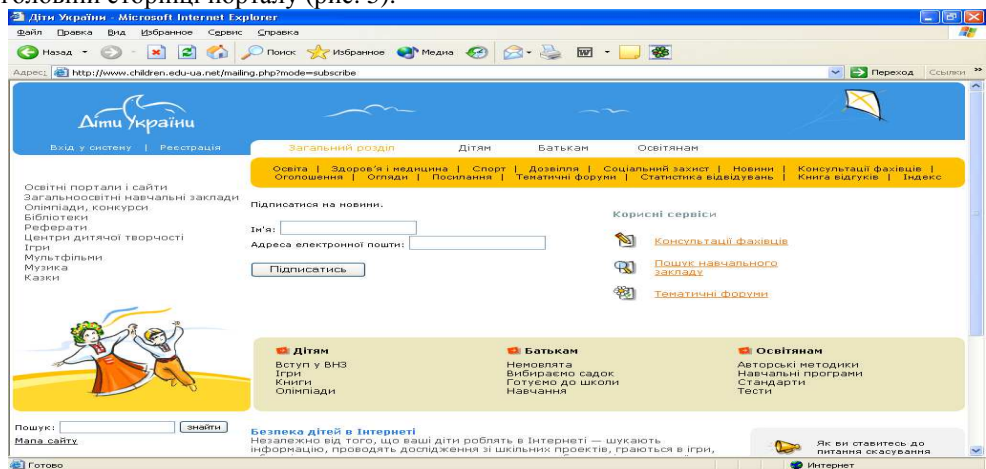 головній сторінці порталу (рис. 3).
Діти України - Microsoft Internet Explorer
Файл Правка Вид Избранное Сервис Справка
Назад Поиск Избранное Медиа
Адрес: http://www.children.edu-ua.net/mailing.php?mode=subscribe Переход Ссылки »
Діти України
Вхід у систему | Реєстрація
Загальний розділ Дітям Батькам Освітянам
Освіта | Здоров'я і медицина | Спорт | Дозвілля | Соціальний захист | Новини | Консультації фахівців |
Оголошення | Огляди | Посилання | Тематичні форуми | Статистика відвідувань | Книга відгуків | Індекс
Освітні портали і сайти
Загальноосвітні навчальні заклади
Олімпіади, конкурси
Бібліотеки
Реферати
Центри дитячої творчості
Ігри
Мультфільми
Музика
Казки
Підписатися на новини.
Ім'я:
Адреса електронної пошти:
Підписатись
Корисні сервіси
Консультації фахівців
Пошук навчального
закладу
Тематичні форуми
Дітям
Вступ у ВНЗ
Ігри
Книги
Олімпіади
Батькам
Немовлята
Вибираємо садок
Готуємо до школи
Навчання
Освітянам
Авторські методики
Навчальні програми
Стандарти
Тести
Пошук: знайти
Мапа сайту
Безпека дітей в Інтернеті
Незалежно від того, що ваші діти роблять в Інтернеті — шукають
інформацію, проводять дослідження зі шкільних проектів, граються в ігри,
Як ви ставитесь до
питання скасування
Готово Интернет